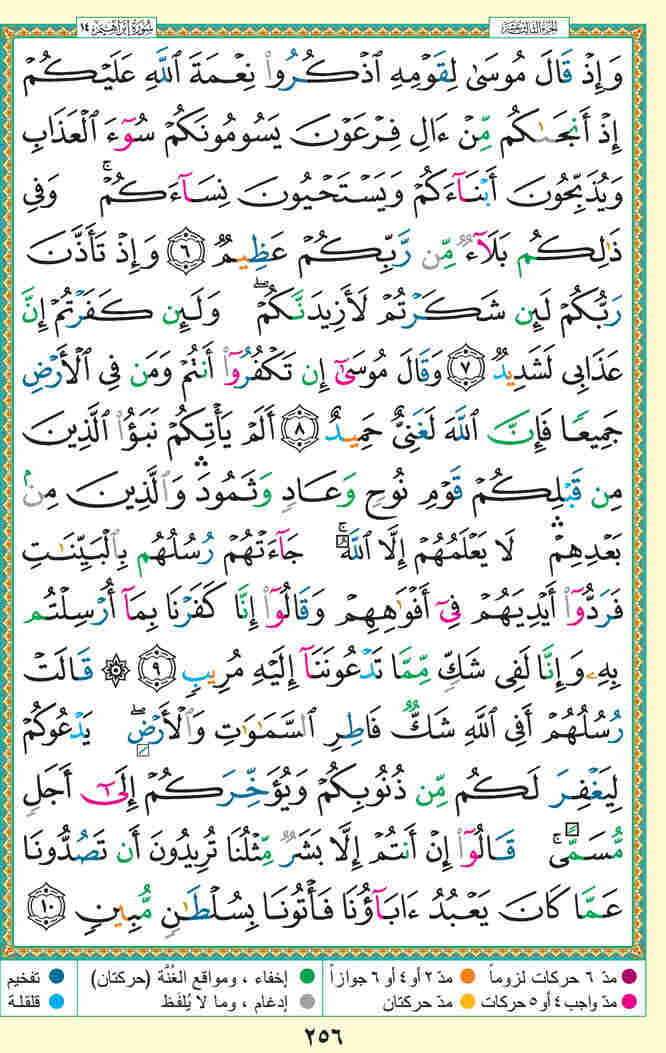 الجزء الثالث عشر
سورة إبراهيم ١٤
وَإِذْ قَالَ مُوسَىٰ لِقَوْمِهِ ٱذْكُرُوا۟ نِعْمَةَ ٱللَّهِ عَلَيْكُمْ
إِذْ أَنجَىٰكُم مِّنْ ءَالِ فِرْعَوْنَ يَسُومُونَكُمْ سُوٓءَ ٱلْعَذَابِ
وَيُذَبِّحُونَ أَبْنَآءَكُمْ وَيَسْتَحْيُونَ نِسَآءَكُمْ ۚ وَفِى
ذَٰلِكُم بَلَآءٌ مِّن رَّبِّكُمْ عَظِيمٌ ٦ وَإِذْ تَأَذَّنَ
رَبُّكُمْ لَئِن شَكَرْتُمْ لَأَزِيدَنَّكُمْ ۖ وَلَئِن كَفَرْتُمْ إِنَّ
عَذَابِى لَشَدِيدٌ ٧ وَقَالَ مُوسَىٰٓ إِن تَكْفُرُوٓا۟ أَنتُمْ وَمَن فِى ٱلْأَرْضِ
جَمِيعًا فَإِنَّ ٱللَّهَ لَغَنِىٌّ حَمِيدٌ ٨ أَلَمْ يَأْتِكُمْ نَبَؤُا۟ ٱلَّذِينَ
مِن قَبْلِكُمْ قَوْمِ نُوحٍ وَعَادٍ وَثَمُودَ ۛ وَٱلَّذِينَ مِنۢ
بَعْدِهِمْ ۛ لَا يَعْلَمُهُمْ إِلَّا ٱللَّهُ ۚ جَآءَتْهُمْ رُسُلُهُم بِٱلْبَيِّنَـٰتِ
فَرَدُّوٓا۟ أَيْدِيَهُمْ فِىٓ أَفْوَٰهِهِمْ وَقَالُوٓا۟ إِنَّا كَفَرْنَا بِمَآ أُرْسِلْتُم
بِهِۦ وَإِنَّا لَفِى شَكٍّ مِّمَّا تَدْعُونَنَآ إِلَيْهِ مُرِيبٍ ٩ ۞ قَالَتْ
رُسُلُهُمْ أَفِى ٱللَّهِ شَكٌّ فَاطِرِ ٱلسَّمَـٰوَٰتِ وَٱلْأَرْضِ ۖ يَدْعُوكُمْ
لِيَغْفِرَ لَكُم مِّن ذُنُوبِكُمْ وَيُؤَخِّرَكُمْ إِلَىٰٓ أَجَلٍ
مُّسَمًّى ۚ قَالُوٓا۟ إِنْ أَنتُمْ إِلَّا بَشَرٌ مِّثْلُنَا تُرِيدُونَ أَن تَصُدُّونَا
عَمَّا كَانَ يَعْبُدُ ءَابَآؤُنَا فَأْتُونَا بِسُلْطَـٰنٍ مُّبِينٍ ١٠
مدّ ٦ حركات لزوماً مدّ ٢ أو ٤ أو ٦ جوازاً إخفاء ، ومواقع الغُنَّة (حركتان) تفخيم
مدّ واجب ٤ أو ٥ حركات مدّ حركتان إدغام ، وما لا يُلفَظ قلقلة
٢٥٦